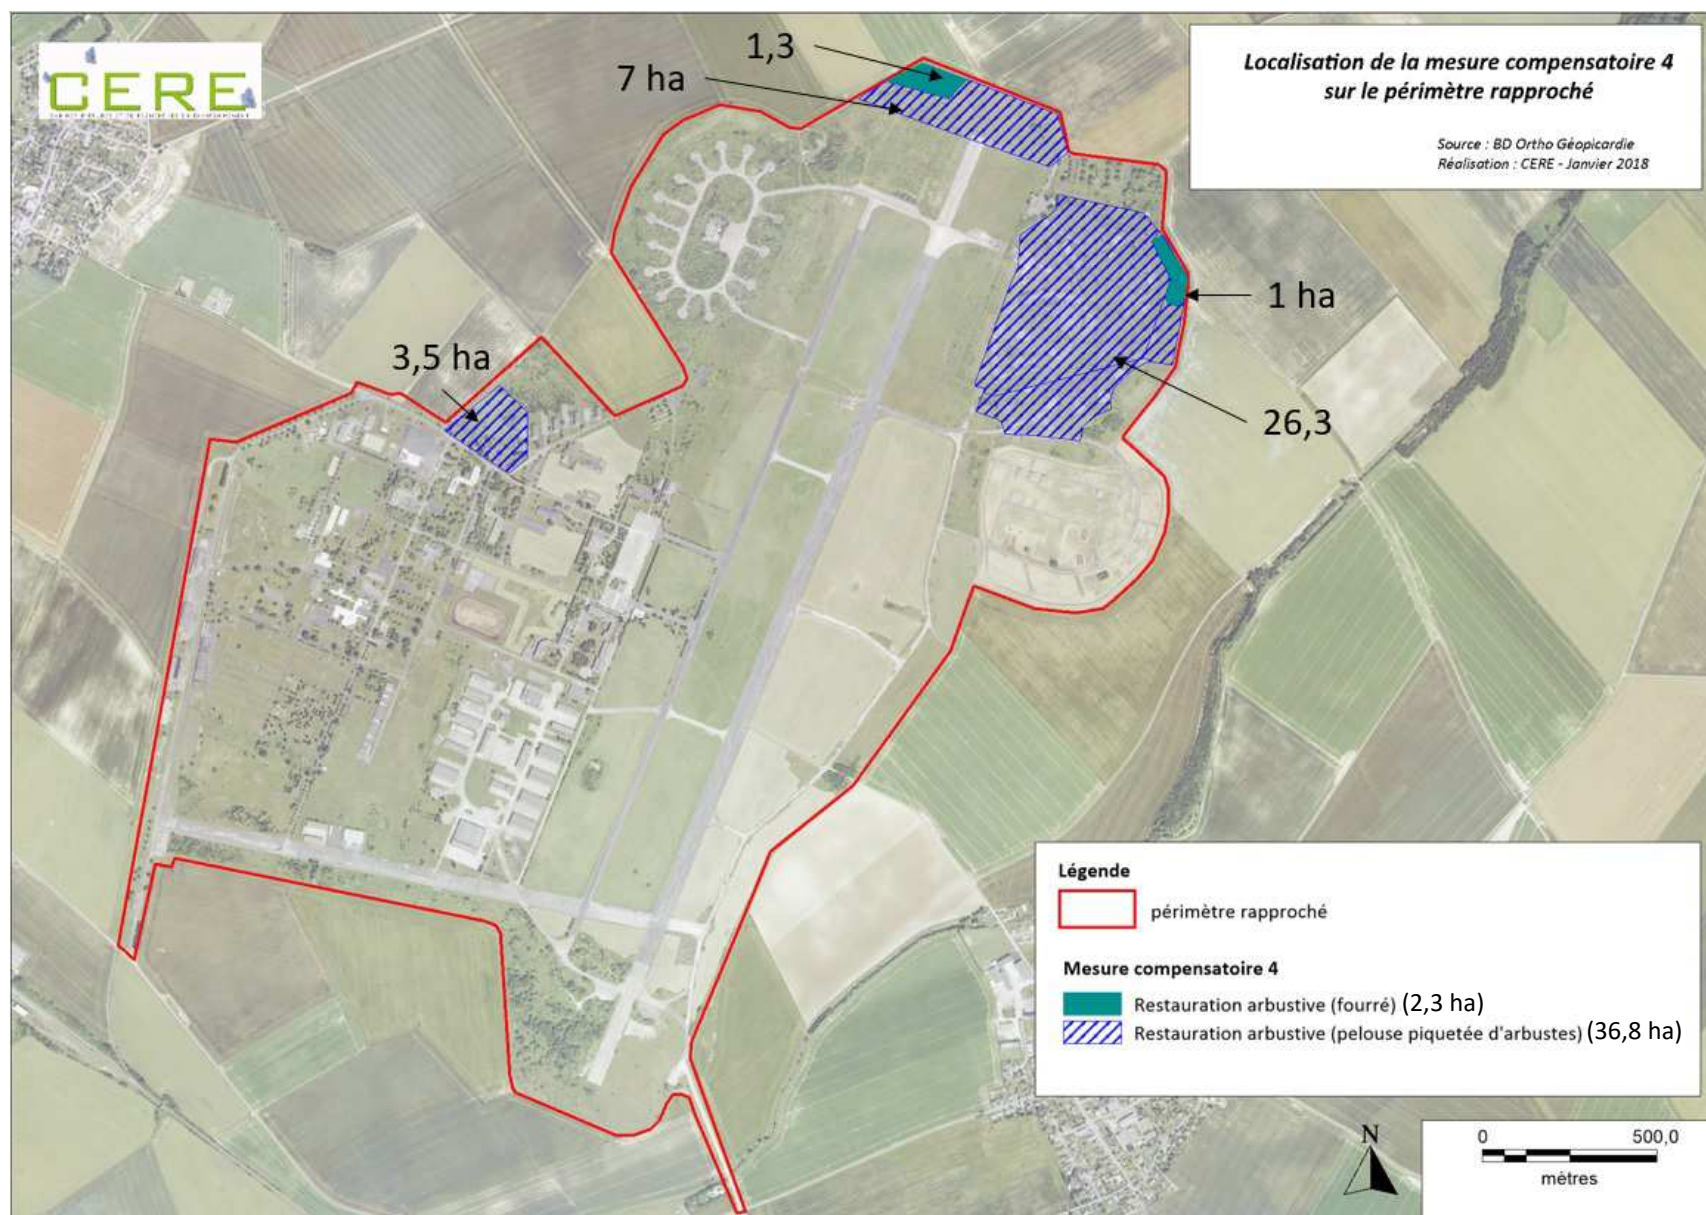 CERE
1,3
7 ha
Localisation de la mesure compensatoire 4
sur le périmètre rapproché
Source : BD Ortho Géopicardie
Réalisation : CERE - Janvier 2018
1 ha
3,5 ha
26,3
Légende
périmètre rapproché
Mesure compensatoire 4
Restauration arbustive (fourré) (2,3 ha)
Restauration arbustive (pelouse piquetée d'arbustes) (36,8 ha)
N
0 500,0
mètres